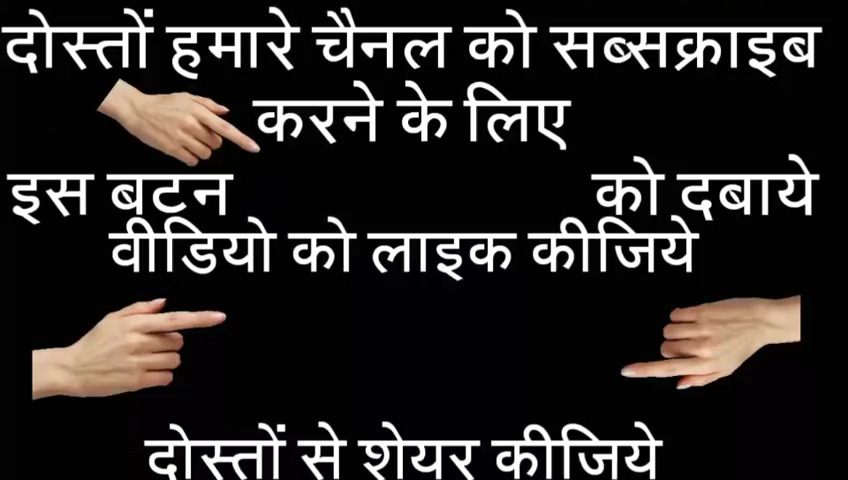 दोस्तों हमारे चैनल को सब्सक्राइब
करने के लिए
इस बटन को दबाये
वीडियो को लाइक कीजिये
दोस्तों से शेयर कीजिये